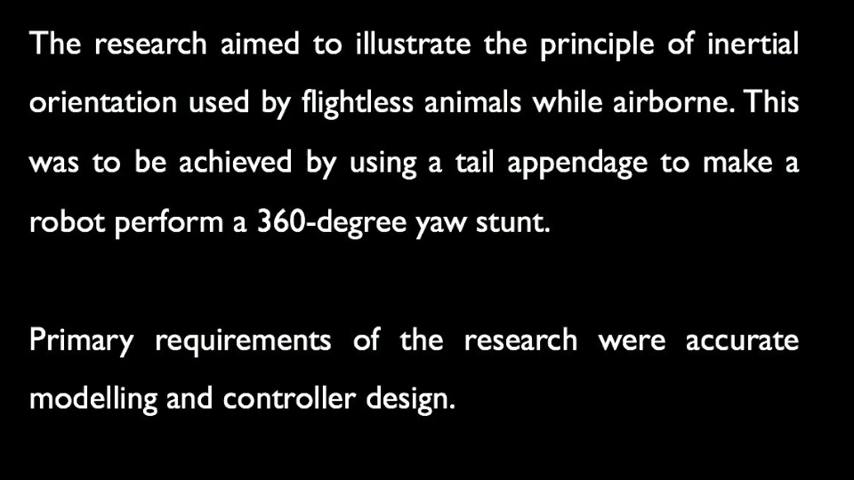 The research aimed to illustrate the principle of inertial
orientation used by flightless animals while airborne. This
was to be achieved by using a tail appendage to make a
robot perform a 360-degree yaw stunt.
Primary requirements of the research were accurate
modelling and controller design.